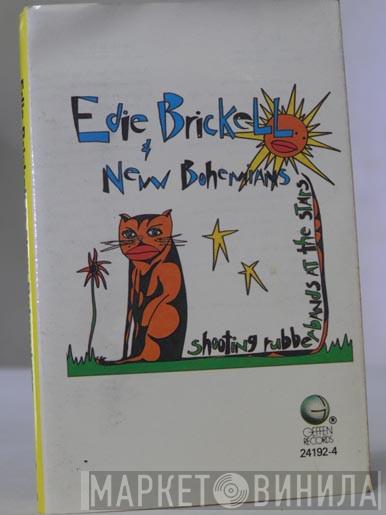 Edie Brickell
& New Bohemians
shooting rubberbands at the stars
G ®
GEFFEN
RECORDS
24192-4
МАРКЕТ ВИНИЛА